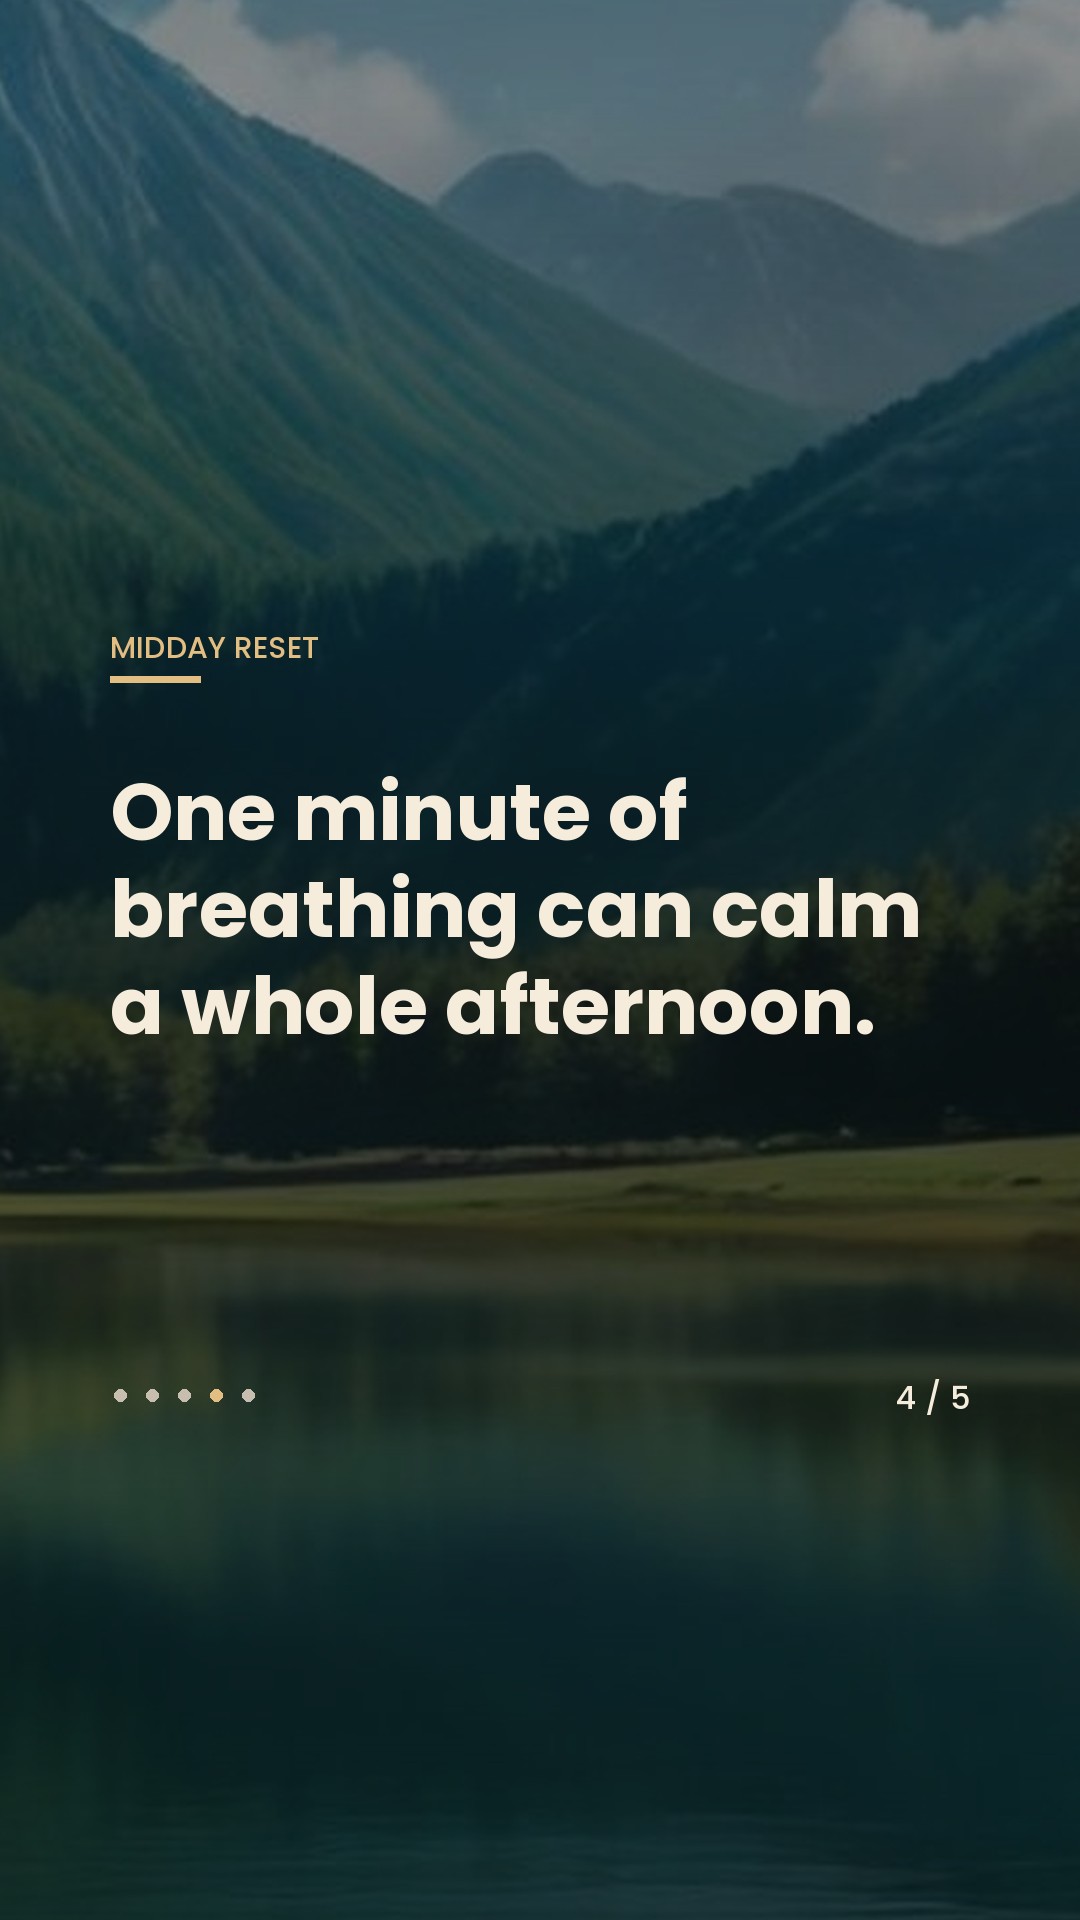 MIDDAY RESET
One minute of
breathing can calm
a whole afternoon.
4 / 5